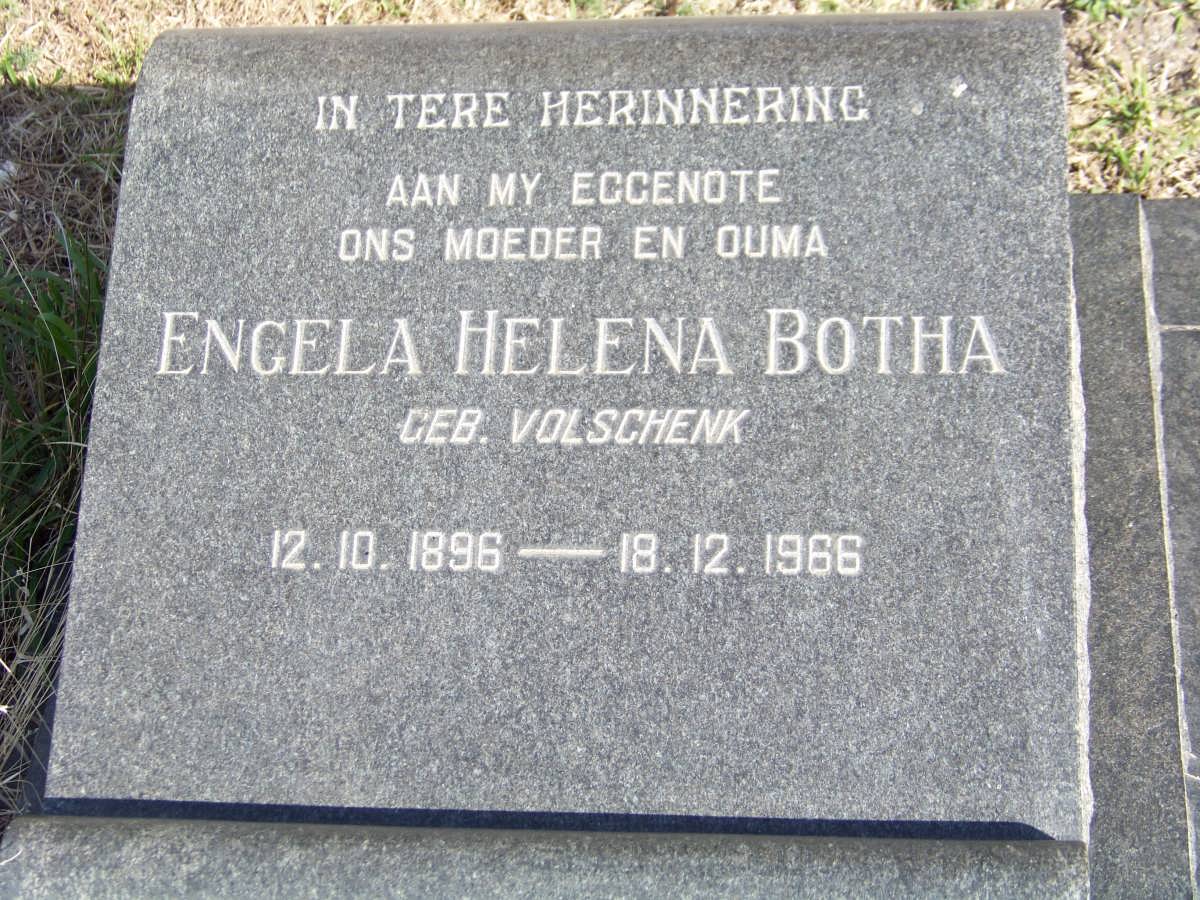 IN TERE HERINNERING
AAN MY EGGENOTE
ONS MOEDER EN OUMA
ENGELA HELENA BOTHA
GEB. VOLSCHENK
12. 10. 1896 — 18. 12. 1966